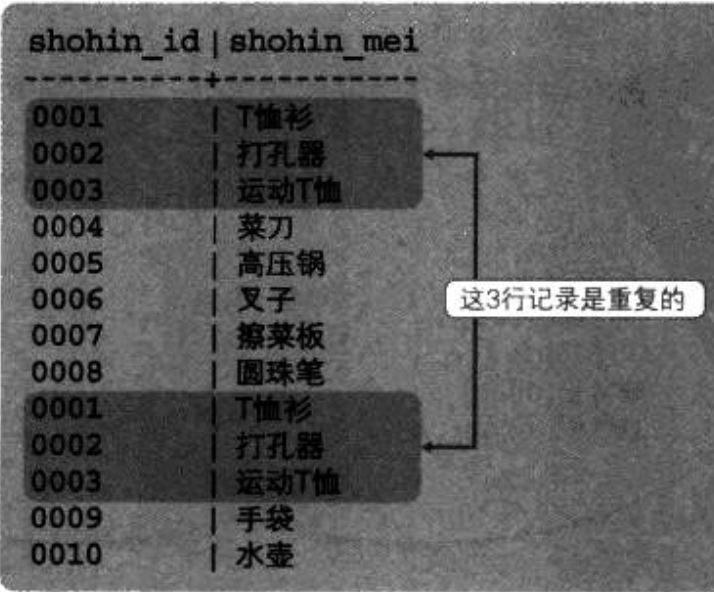 shohin_id | shohin_mei
----------+-----------
0001 | T恤衫
0002 | 打孔器
0003 | 运动T恤
0004 | 菜刀
0005 | 高压锅
0006 | 叉子
这3行记录是重复的
0007 | 擦菜板
0008 | 圆珠笔
0001 | T恤衫
0002 | 打孔器
0003 | 运动T恤
0009 | 手袋
0010 | 水壶